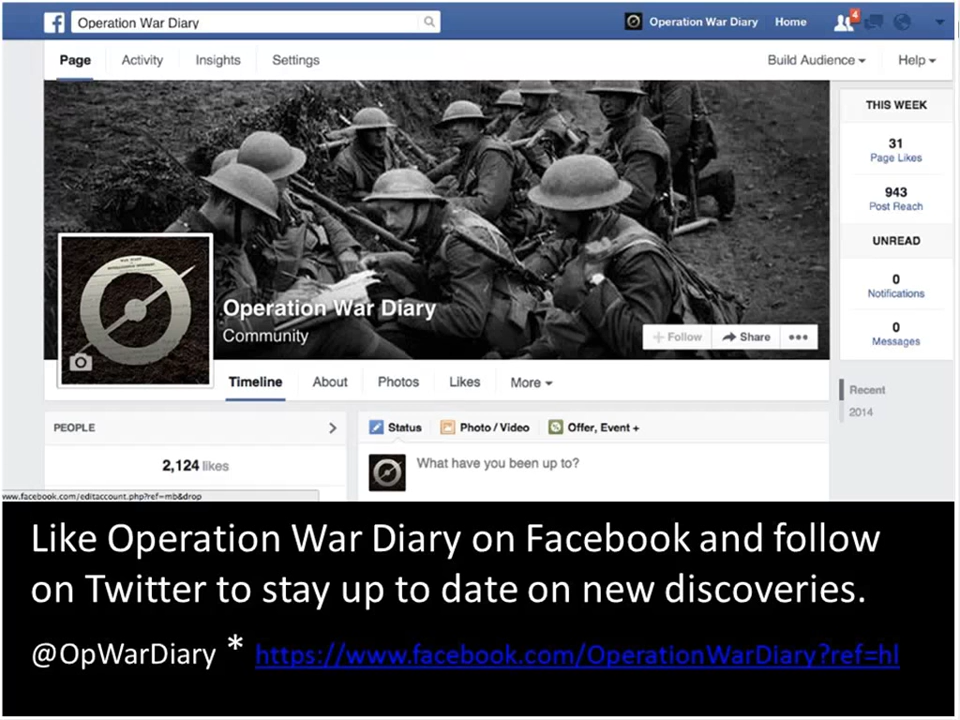 Operation War Diary
Operation War Diary Home 4
Page Activity Insights Settings Build Audience Help
THIS WEEK
31
Page Likes
943
Post Reach
UNREAD
0
Notifications
0
Messages
Operation War Diary
Community
+ Follow Share
Timeline About Photos Likes More
Recent
2014
PEOPLE
2,124 likes
Status Photo / Video Offer, Event +
What have you been up to?
www.facebook.com/editaccount.php?ref=mb&drop
Like Operation War Diary on Facebook and follow
on Twitter to stay up to date on new discoveries.
@OpWarDiary * https://www.facebook.com/OperationWarDiary?ref=hl